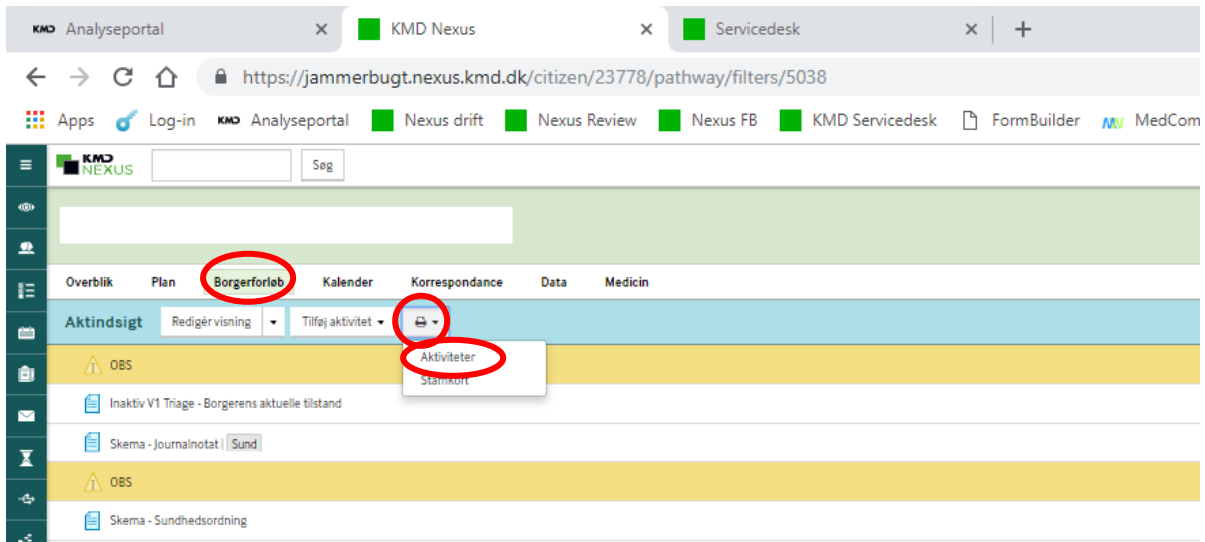 KMD Analyseportal × KMD Nexus × Servicedesk × +
https://jammerbugt.nexus.kmd.dk/citizen/23778/pathway/filters/5038
Apps Log-in KMD Analyseportal Nexus drift Nexus Review Nexus FB KMD Servicedesk FormBuilder MedCom
KMD NEXUS Søg
Overblik Plan Borgerforløb Kalender Korrespondance Data Medicin
Aktindsigt Redigér visning Tilføj aktivitet
Aktiviteter
Stamkort
OBS
Inaktiv V1 Triage - Borgerens aktuelle tilstand
Skema - Journalnotat | Sund
OBS
Skema - Sundhedsordning